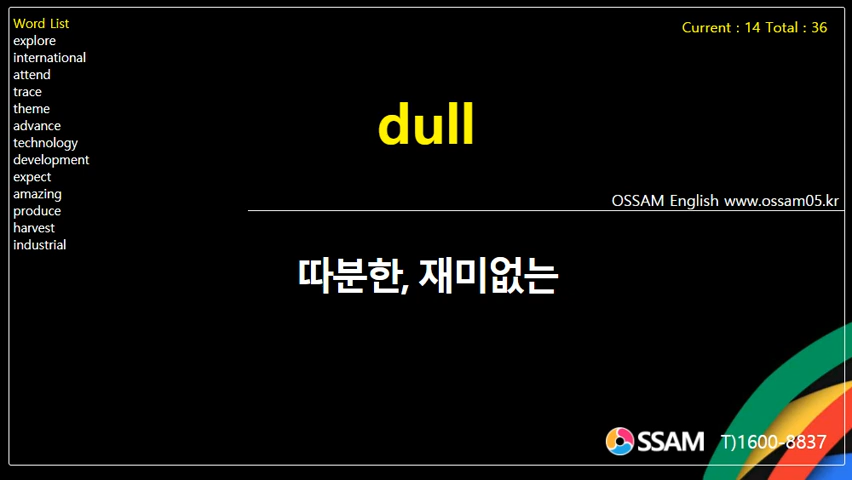 Word List
explore
international
attend
trace
theme
advance
technology
development
expect
amazing
produce
harvest
industrial
Current : 14 Total : 36
dull
OSSAM English www.ossam05.kr
따분한, 재미없는
OSSAM T)1600-8837